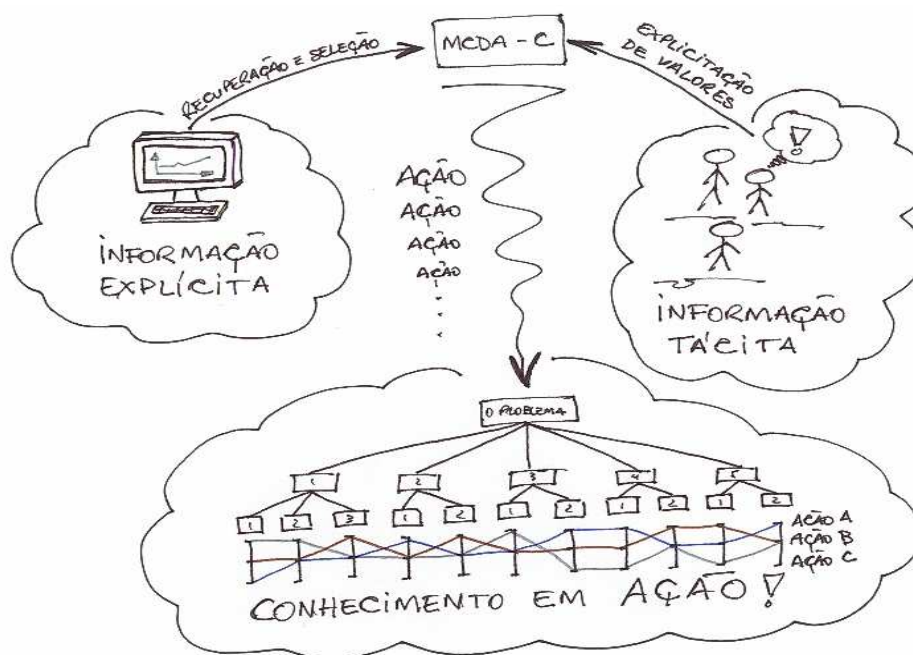 MCDA-C
RECUPERAÇÃO E SELEÇÃO
EXPLICITAÇÃO
DE VALORES
!
INFORMAÇÃO
EXPLÍCITA
AÇÃO
AÇÃO
AÇÃO
AÇÃO
INFORMAÇÃO
TÁCITA
O PROBLEMA
1 2 3 4 5
1 2 3 1 2 1 2 1 2 1 2
AÇÃO A
AÇÃO B
AÇÃO C
CONHECIMENTO EM AÇÃO!